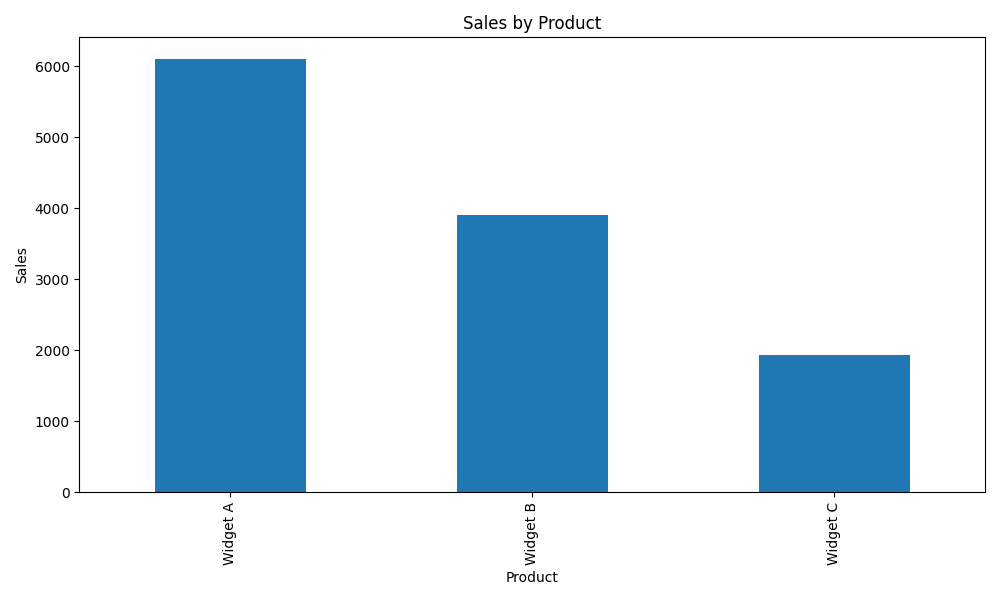 Sales by Product
6000
5000
4000
3000
2000
1000
0
Sales
Widget A
Widget B
Widget C
Product